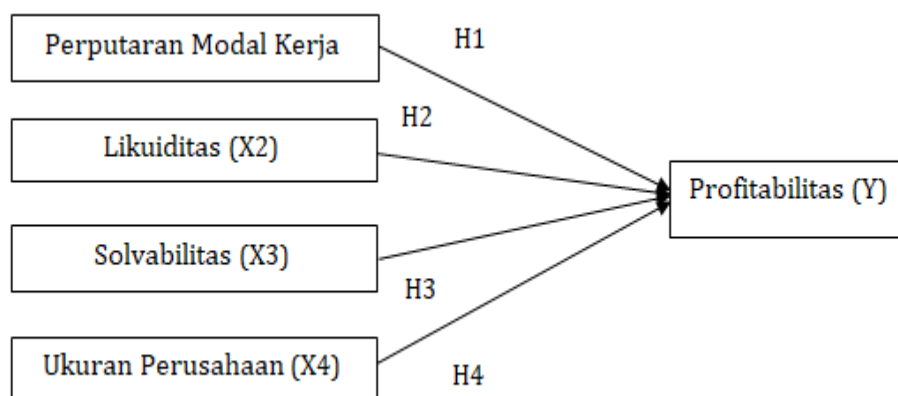 Perputaran Modal Kerja
H1
H2
Likuiditas (X2)
Profitabilitas (Y)
Solvabilitas (X3)
H3
Ukuran Perusahaan (X4)
H4